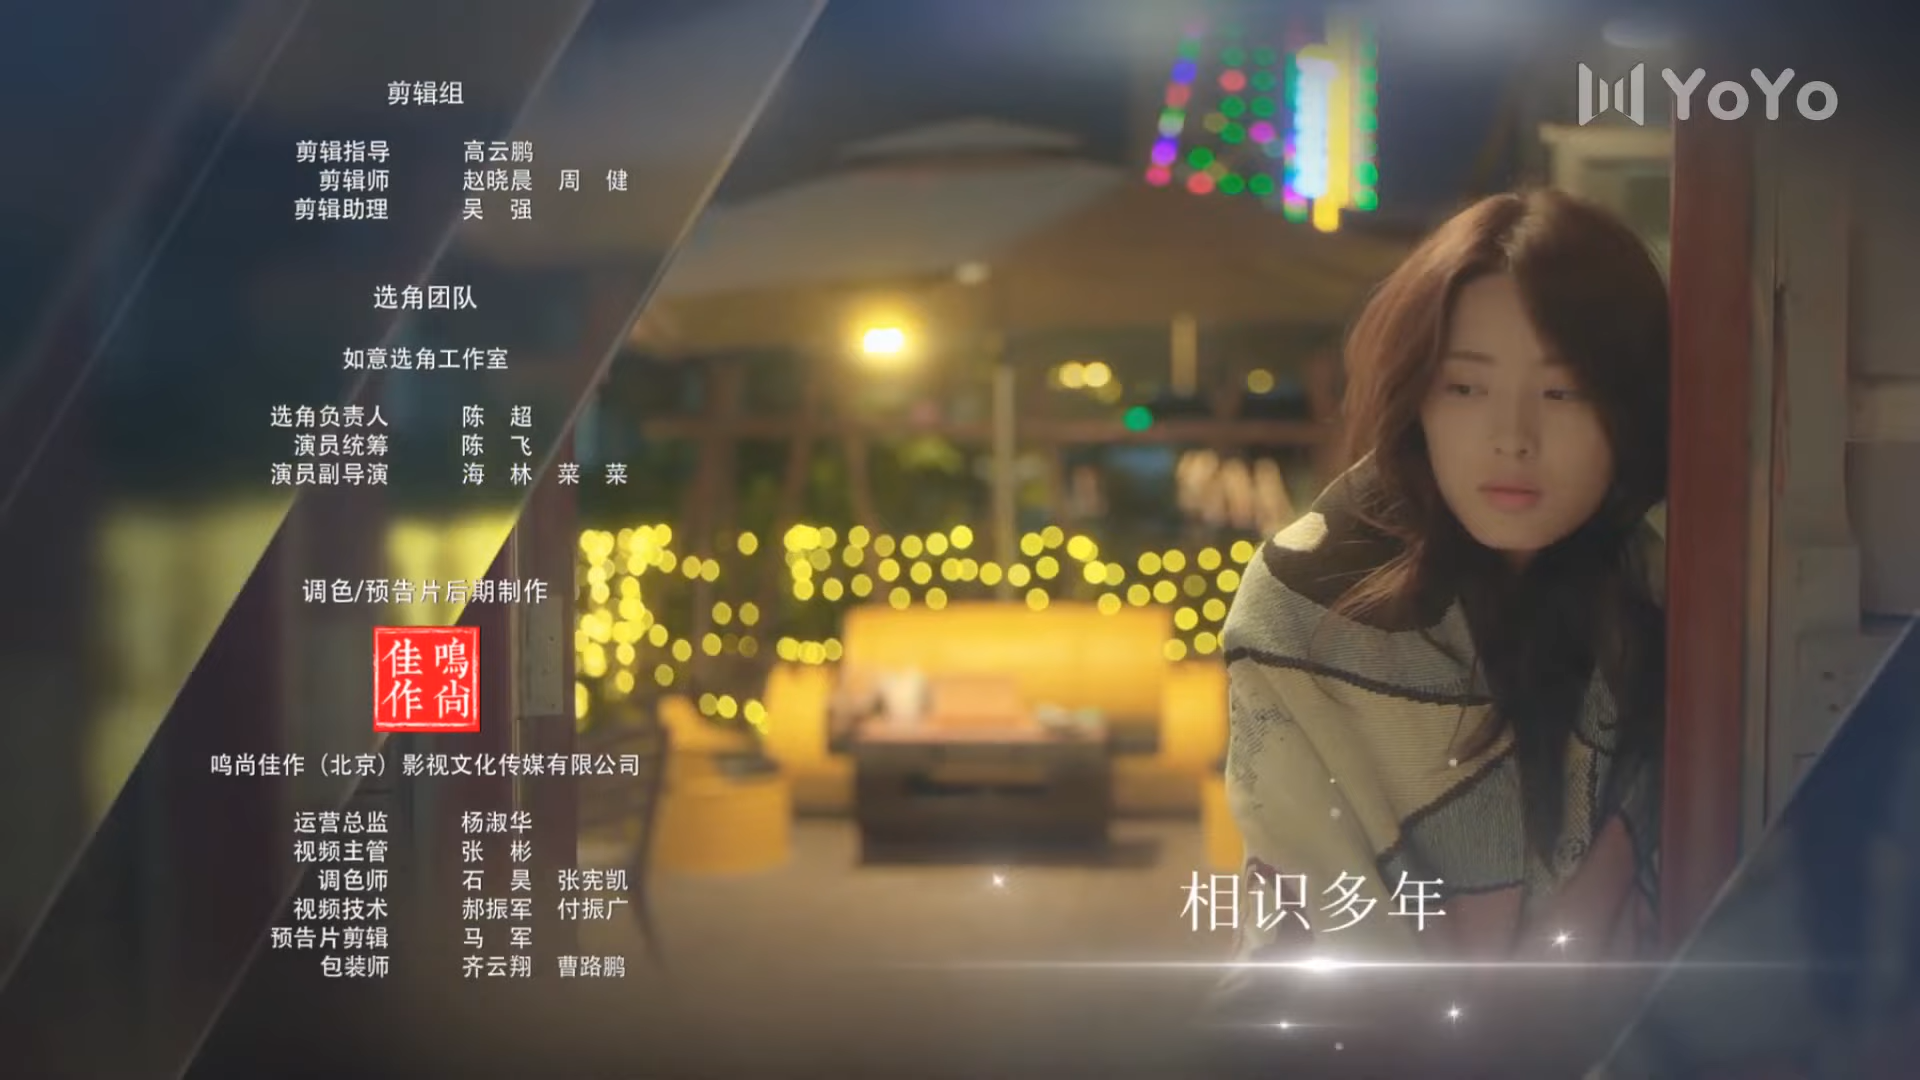 剪辑组
剪辑指导 高云鹏
剪辑师 赵晓晨 周 健
剪辑助理 吴 强
选角团队
如意选角工作室
选角负责人 陈 超
演员统筹 陈 飞
演员副导演 海 林 菜 菜
调色/预告片后期制作
鳴尚
佳作
鸣尚佳作（北京）影视文化传媒有限公司
运营总监 杨淑华
视频主管 张 彬
调色师 石 昊 张宪凯
视频技术 郝振军 付振广
预告片剪辑 马 军
包装师 齐云翔 曹路鹏
YoYo
相识多年